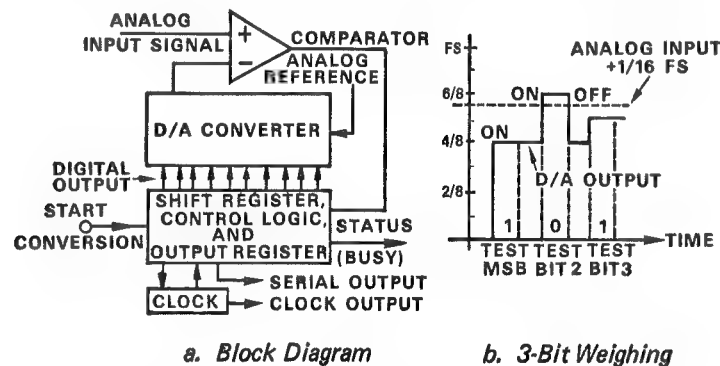 ANALOG
INPUT SIGNAL
+
−
COMPARATOR
ANALOG
REFERENCE
D/A CONVERTER
DIGITAL
OUTPUT
START
CONVERSION
SHIFT REGISTER,
CONTROL LOGIC,
AND
OUTPUT REGISTER
STATUS
(BUSY)
SERIAL OUTPUT
CLOCK
CLOCK OUTPUT
a. Block Diagram
FS
6/8
4/8
2/8
ANALOG INPUT
+1/16 FS
ON
OFF
ON
D/A OUTPUT
1
0
1
TIME
TEST
MSB
TEST
BIT 2
TEST
BIT 3
b. 3-Bit Weighing